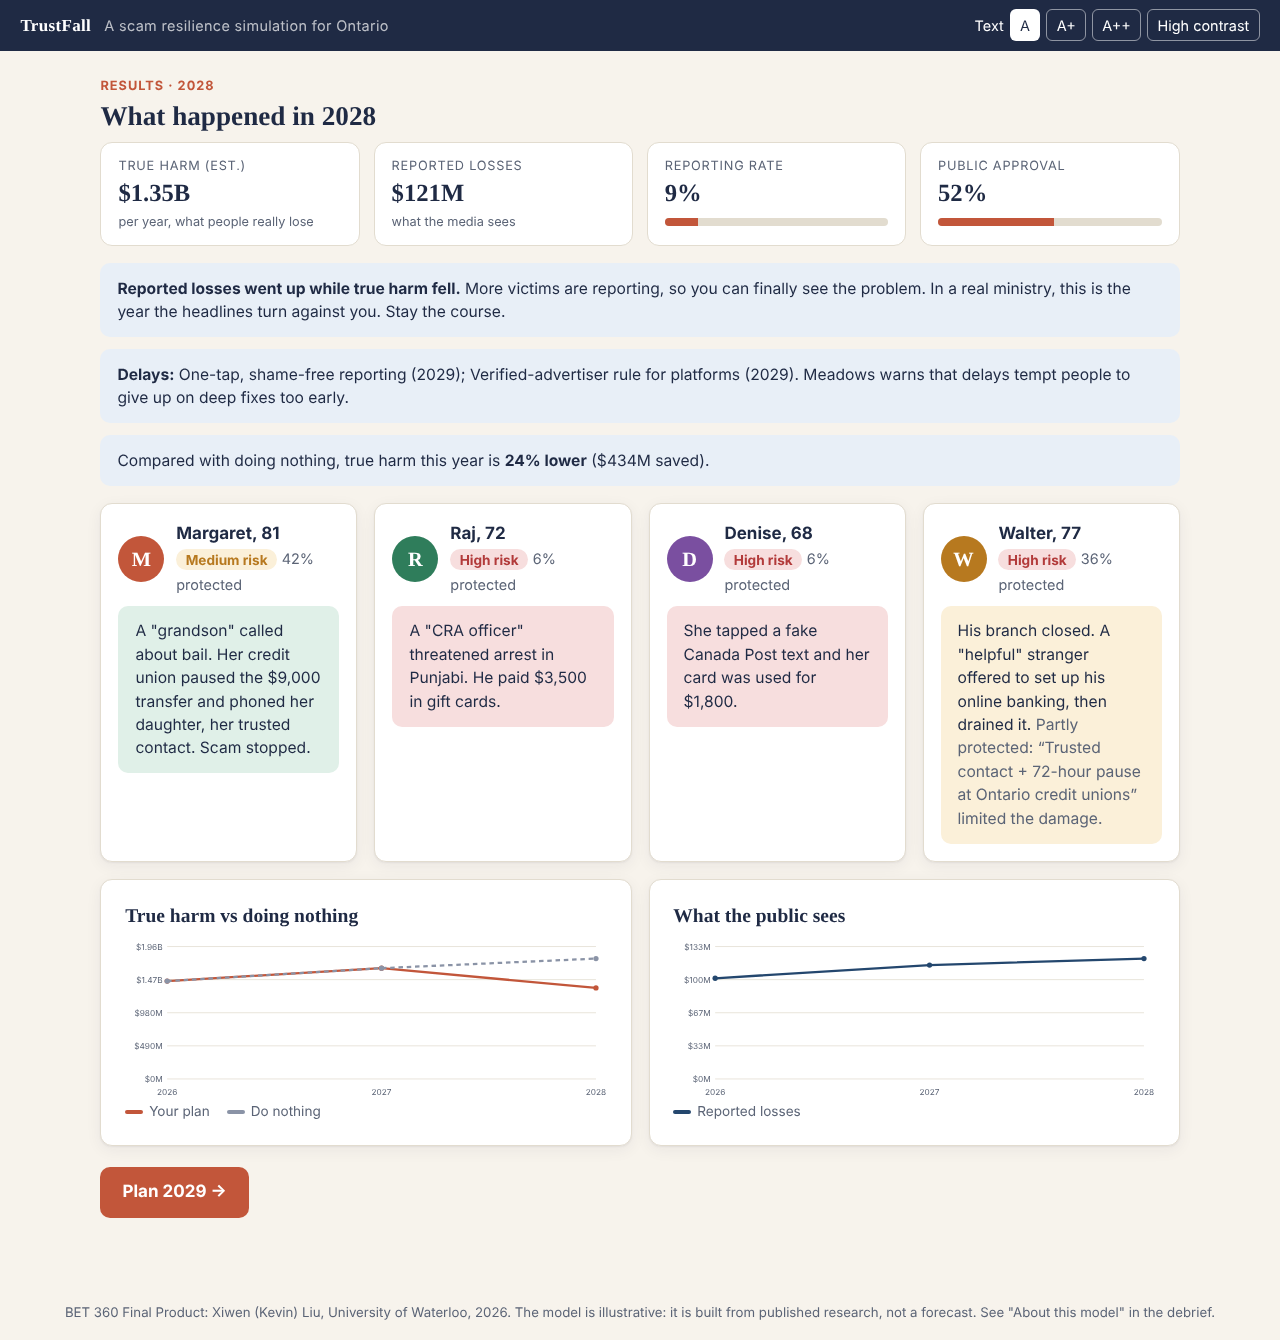 TrustFall A scam resilience simulation for Ontario Text A A+ A++ High contrast
RESULTS · 2028
What happened in 2028
TRUE HARM (EST.)
$1.35B
per year, what people really lose
REPORTED LOSSES
$121M
what the media sees
REPORTING RATE
9%
PUBLIC APPROVAL
52%
Reported losses went up while true harm fell. More victims are reporting, so you can finally see the problem. In a real ministry, this is the
year the headlines turn against you. Stay the course.
Delays: One-tap, shame-free reporting (2029); Verified-advertiser rule for platforms (2029). Meadows warns that delays tempt people to
give up on deep fixes too early.
Compared with doing nothing, true harm this year is 24% lower ($434M saved).
M
Margaret, 81
Medium risk 42%
protected
A "grandson" called
about bail. Her credit
union paused the $9,000
transfer and phoned her
daughter, her trusted
contact. Scam stopped.
R
Raj, 72
High risk 6%
protected
A "CRA officer"
threatened arrest in
Punjabi. He paid $3,500
in gift cards.
D
Denise, 68
High risk 6%
protected
She tapped a fake
Canada Post text and her
card was used for
$1,800.
W
Walter, 77
High risk 36%
protected
His branch closed. A
"helpful" stranger
offered to set up his
online banking, then
drained it. Partly
protected: “Trusted
contact + 72-hour pause
at Ontario credit unions”
limited the damage.
True harm vs doing nothing
$1.96B
$1.47B
$980M
$490M
$0M
2026 2027 2028
Your plan Do nothing
What the public sees
$133M
$100M
$67M
$33M
$0M
2026 2027 2028
Reported losses
Plan 2029 →
BET 360 Final Product: Xiwen (Kevin) Liu, University of Waterloo, 2026. The model is illustrative: it is built from published research, not a forecast. See "About this model" in the debrief.